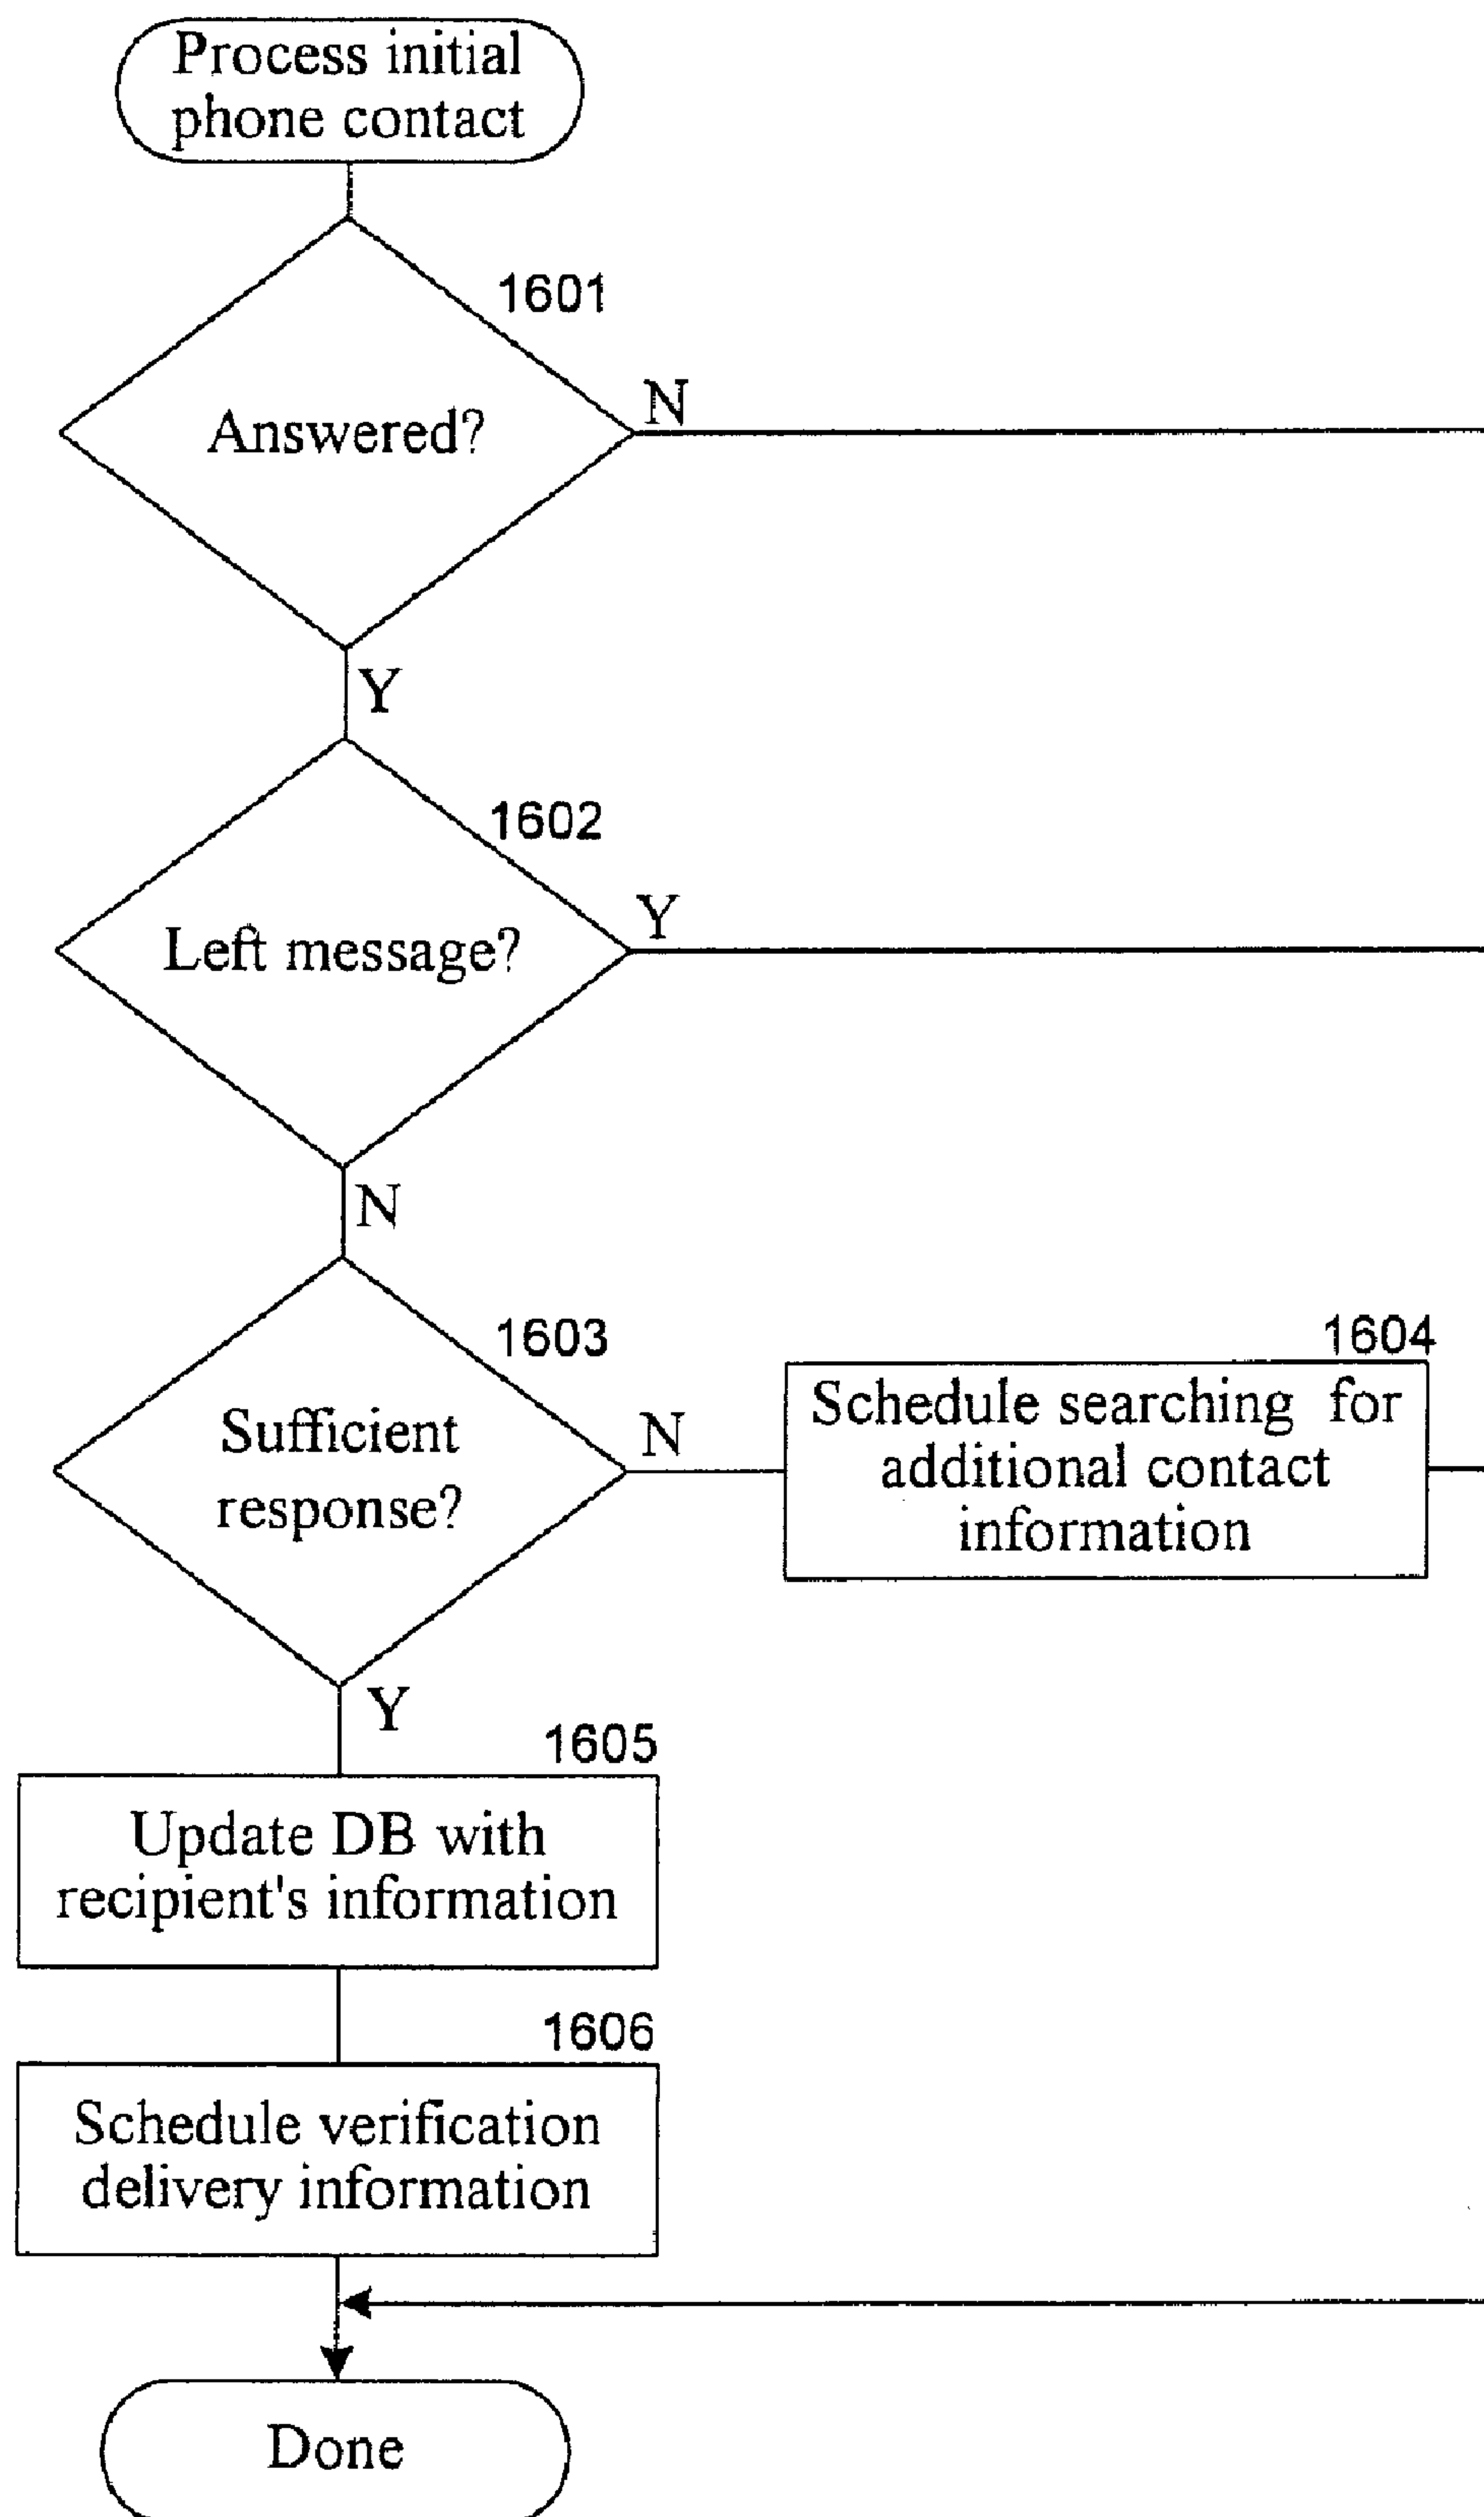 Process initial
phone contact
1601
Answered?
N
Y
1602
Left message?
Y
N
1603
Sufficient
response?
N
1604
Schedule searching for
additional contact
information
Y
1605
Update DB with
recipient's information
1606
Schedule verification
delivery information
Done